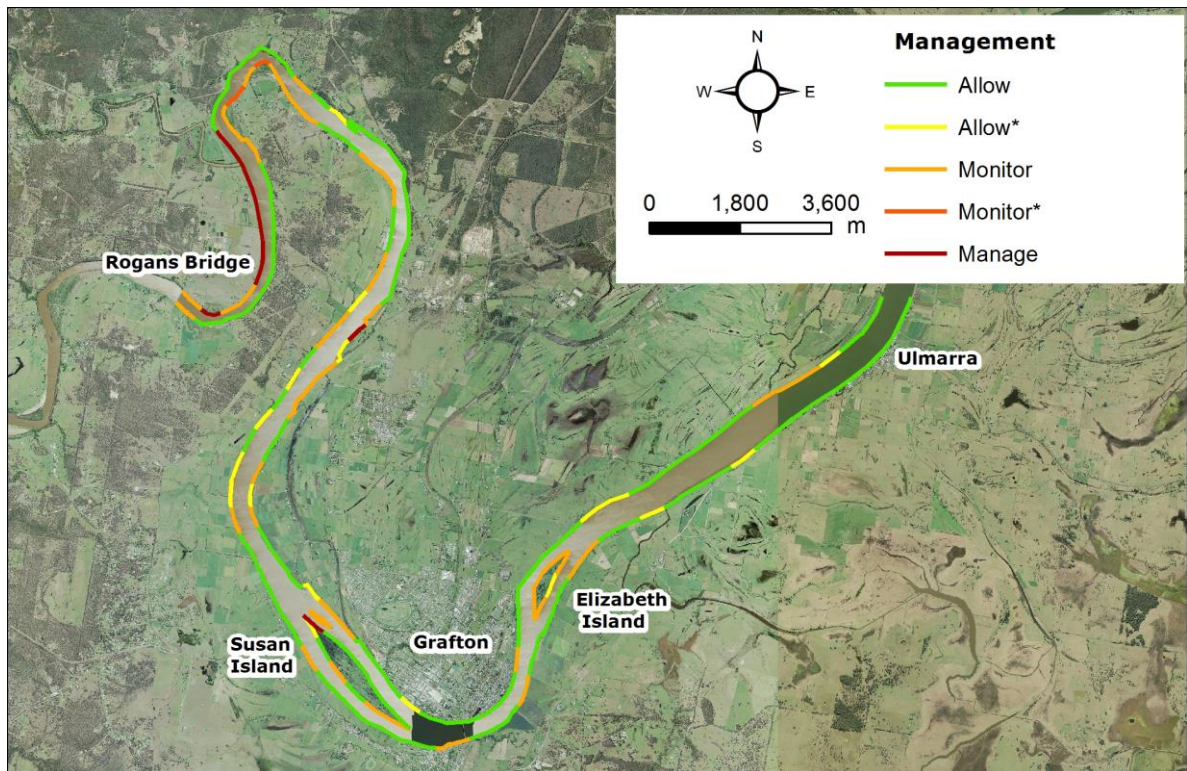 Management
N
W
E
S
Allow
Allow*
Monitor
Monitor*
Manage
0 1,800 3,600
m
Rogans Bridge
Ulmarra
Elizabeth
Island
Grafton
Susan
Island